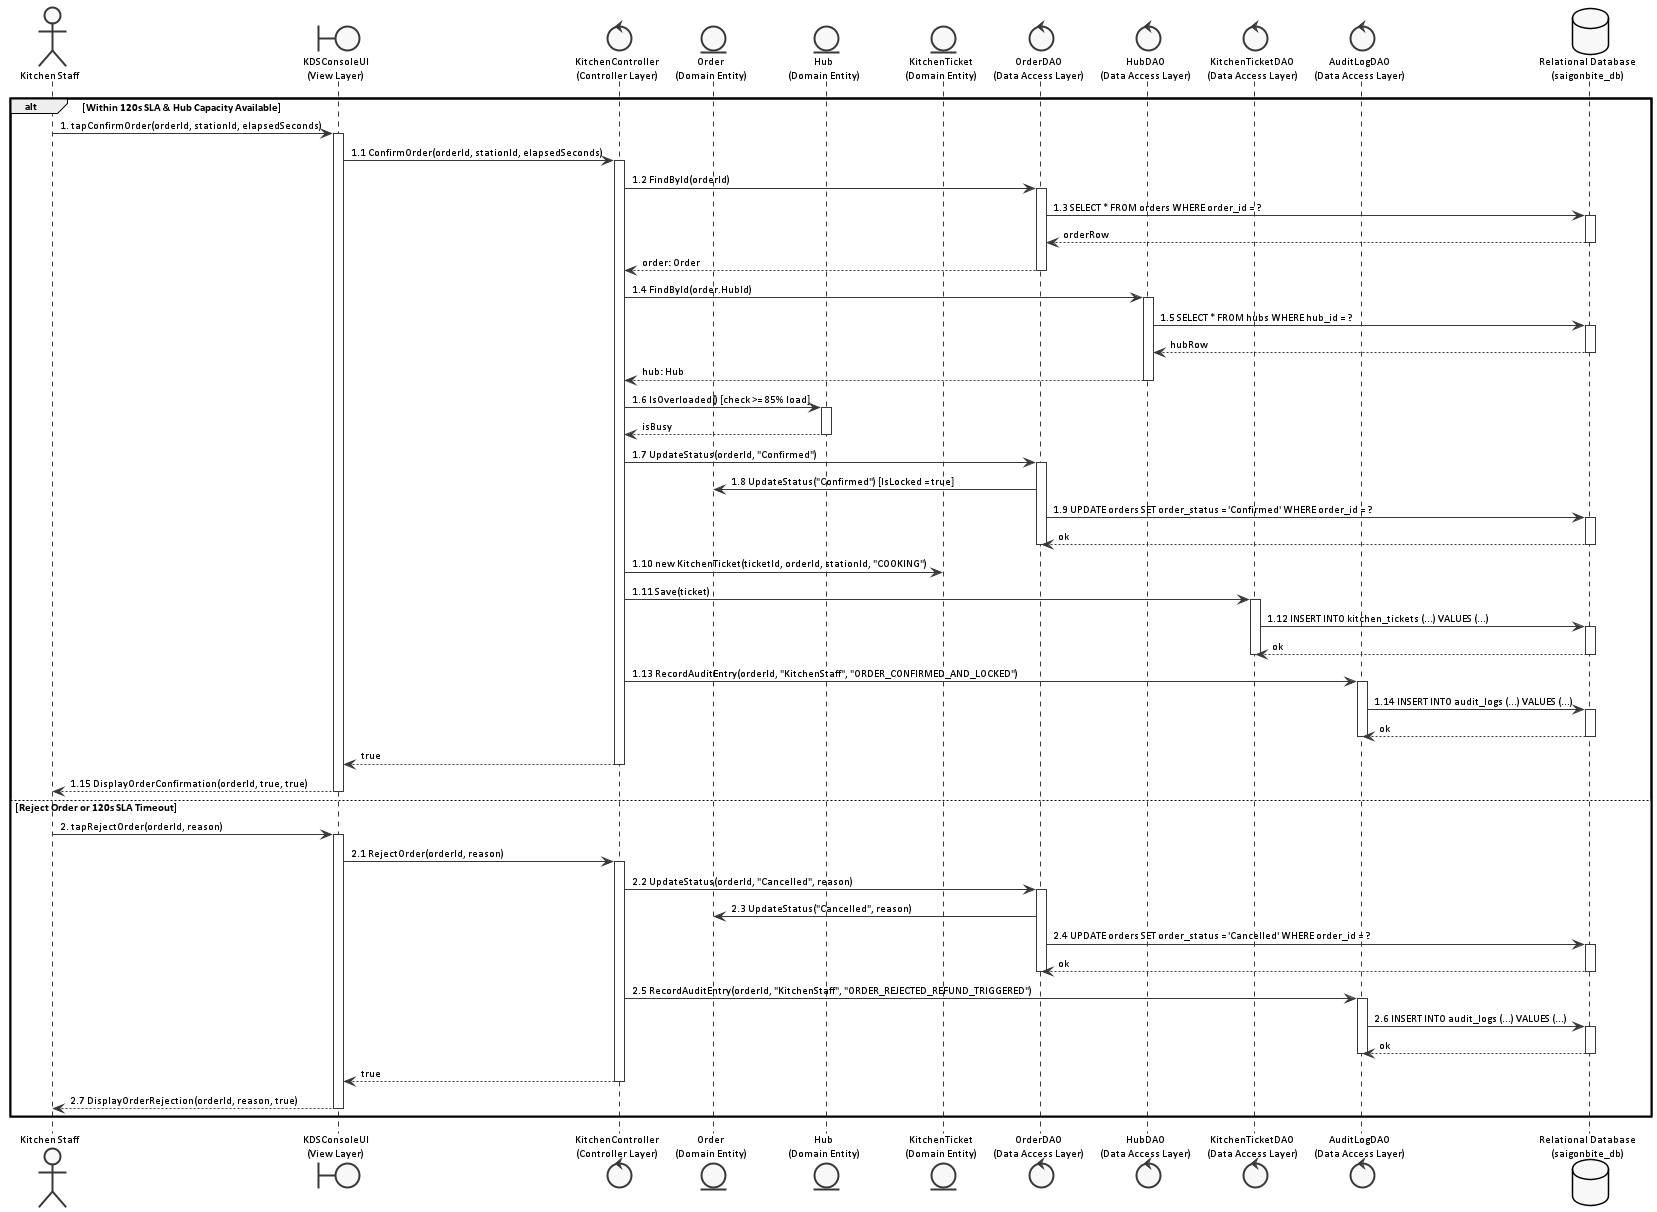 Kitchen Staff
KDSConsoleUI
(View Layer)
KitchenController
(Controller Layer)
Order
(Domain Entity)
Hub
(Domain Entity)
KitchenTicket
(Domain Entity)
OrderDAO
(Data Access Layer)
HubDAO
(Data Access Layer)
KitchenTicketDAO
(Data Access Layer)
AuditLogDAO
(Data Access Layer)
Relational Database
(saigonbite_db)
alt [Within 120s SLA & Hub Capacity Available]
1. tapConfirmOrder(orderId, stationId, elapsedSeconds)
1.1 ConfirmOrder(orderId, stationId, elapsedSeconds)
1.2 FindById(orderId)
1.3 SELECT * FROM orders WHERE order_id = ?
orderRow
order: Order
1.4 FindById(order.HubId)
1.5 SELECT * FROM hubs WHERE hub_id = ?
hubRow
hub: Hub
1.6 IsOverloaded() [check >= 85% load]
isBusy
1.7 UpdateStatus(orderId, "Confirmed")
1.8 UpdateStatus("Confirmed") [IsLocked = true]
1.9 UPDATE orders SET order_status = 'Confirmed' WHERE order_id = ?
ok
1.10 new KitchenTicket(ticketId, orderId, stationId, "COOKING")
1.11 Save(ticket)
1.12 INSERT INTO kitchen_tickets (...) VALUES (...)
ok
1.13 RecordAuditEntry(orderId, "KitchenStaff", "ORDER_CONFIRMED_AND_LOCKED")
1.14 INSERT INTO audit_logs (...) VALUES (...)
ok
true
1.15 DisplayOrderConfirmation(orderId, true, true)
[Reject Order or 120s SLA Timeout]
2. tapRejectOrder(orderId, reason)
2.1 RejectOrder(orderId, reason)
2.2 UpdateStatus(orderId, "Cancelled", reason)
2.3 UpdateStatus("Cancelled", reason)
2.4 UPDATE orders SET order_status = 'Cancelled' WHERE order_id = ?
ok
2.5 RecordAuditEntry(orderId, "KitchenStaff", "ORDER_REJECTED_REFUND_TRIGGERED")
2.6 INSERT INTO audit_logs (...) VALUES (...)
ok
true
2.7 DisplayOrderRejection(orderId, reason, true)
Kitchen Staff
KDSConsoleUI
(View Layer)
KitchenController
(Controller Layer)
Order
(Domain Entity)
Hub
(Domain Entity)
KitchenTicket
(Domain Entity)
OrderDAO
(Data Access Layer)
HubDAO
(Data Access Layer)
KitchenTicketDAO
(Data Access Layer)
AuditLogDAO
(Data Access Layer)
Relational Database
(saigonbite_db)